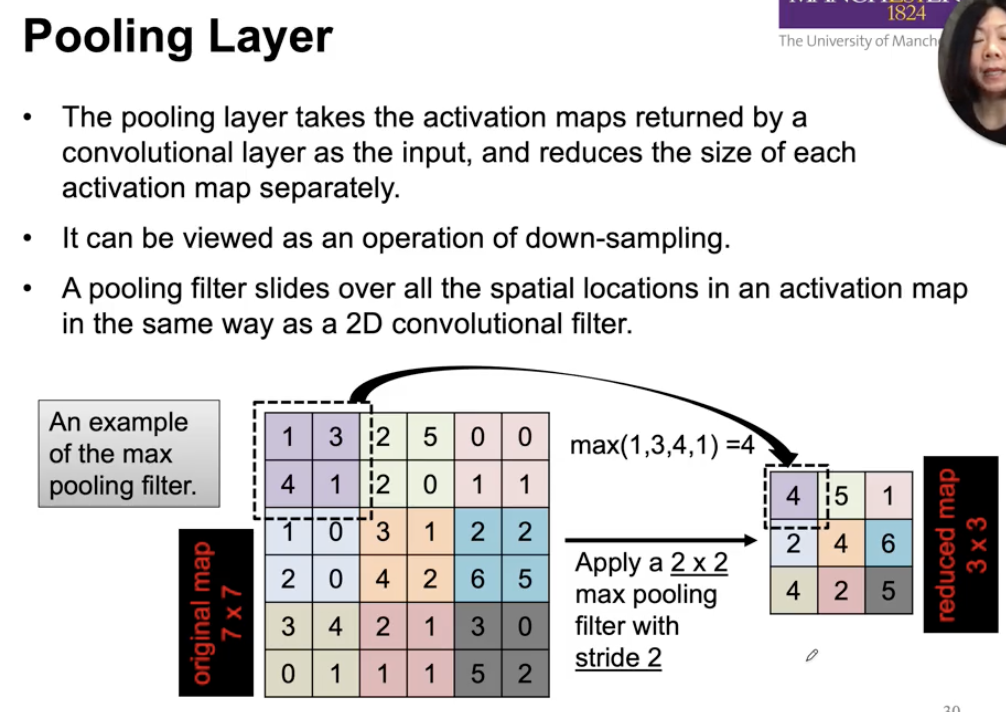 Pooling Layer
1824
The University of Manch
• The pooling layer takes the activation maps returned by a
convolutional layer as the input, and reduces the size of each
activation map separately.
• It can be viewed as an operation of down-sampling.
• A pooling filter slides over all the spatial locations in an activation map
in the same way as a 2D convolutional filter.
An example
of the max
pooling filter.
original map
7 x 7
1 3 2 5 0 0
4 1 2 0 1 1
1 0 3 1 2 2
2 0 4 2 6 5
3 4 2 1 3 0
0 1 1 1 5 2
max(1,3,4,1) =4
Apply a 2 x 2
max pooling
filter with
stride 2
4 5 1
2 4 6
4 2 5
reduced map
3 x 3